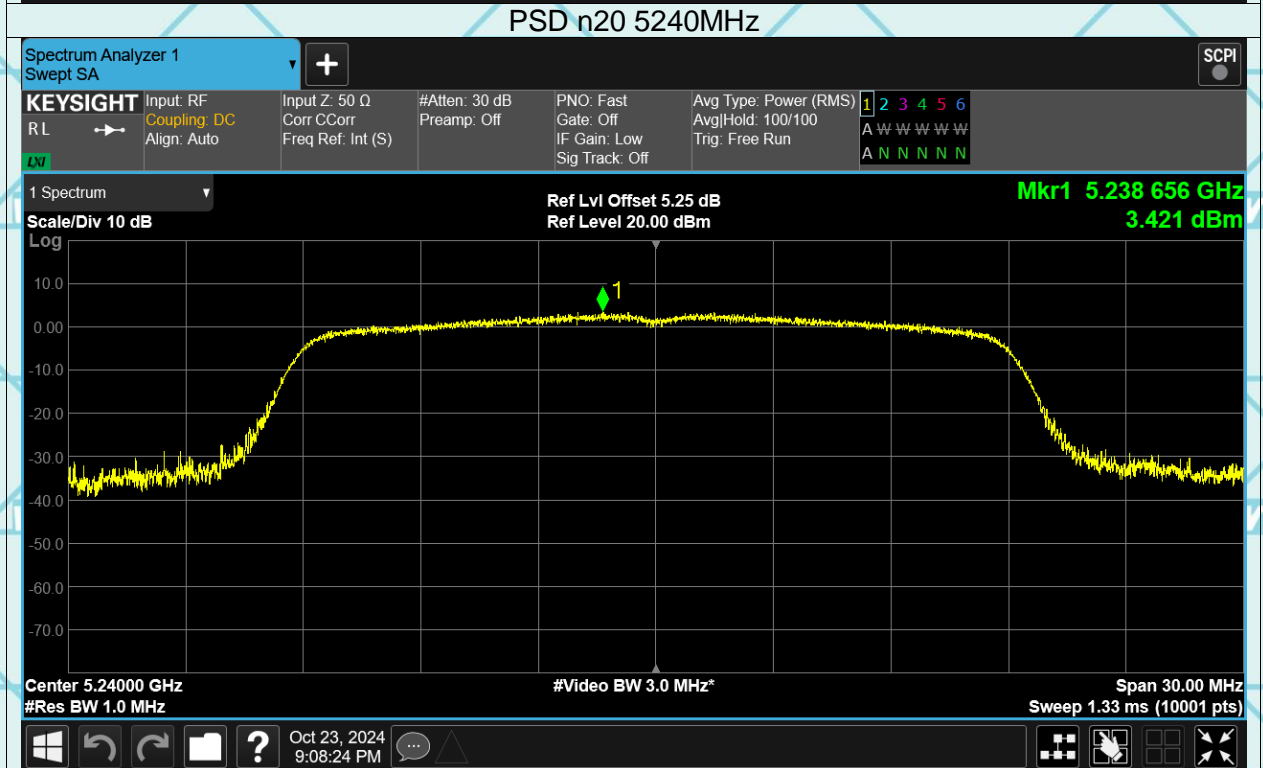 PSD n20 5240MHz
Spectrum Analyzer 1
Swept SA
SCPI
KEYSIGHT
R L
LXI
Input: RF
Coupling: DC
Align: Auto
Input Z: 50 Ω
Corr CCorr
Freq Ref: Int (S)
#Atten: 30 dB
Preamp: Off
PNO: Fast
Gate: Off
IF Gain: Low
Sig Track: Off
Avg Type: Power (RMS)
Avg|Hold: 100/100
Trig: Free Run
1 2 3 4 5 6
A W W W W W
A N N N N N
1 Spectrum
Scale/Div 10 dB
Ref Lvl Offset 5.25 dB
Ref Level 20.00 dBm
Mkr1 5.238 656 GHz
3.421 dBm
Log
1
10.0
0.00
-10.0
-20.0
-30.0
-40.0
-50.0
-60.0
-70.0
Center 5.24000 GHz
#Res BW 1.0 MHz
#Video BW 3.0 MHz*
Span 30.00 MHz
Sweep 1.33 ms (10001 pts)
?
Oct 23, 2024
9:08:24 PM